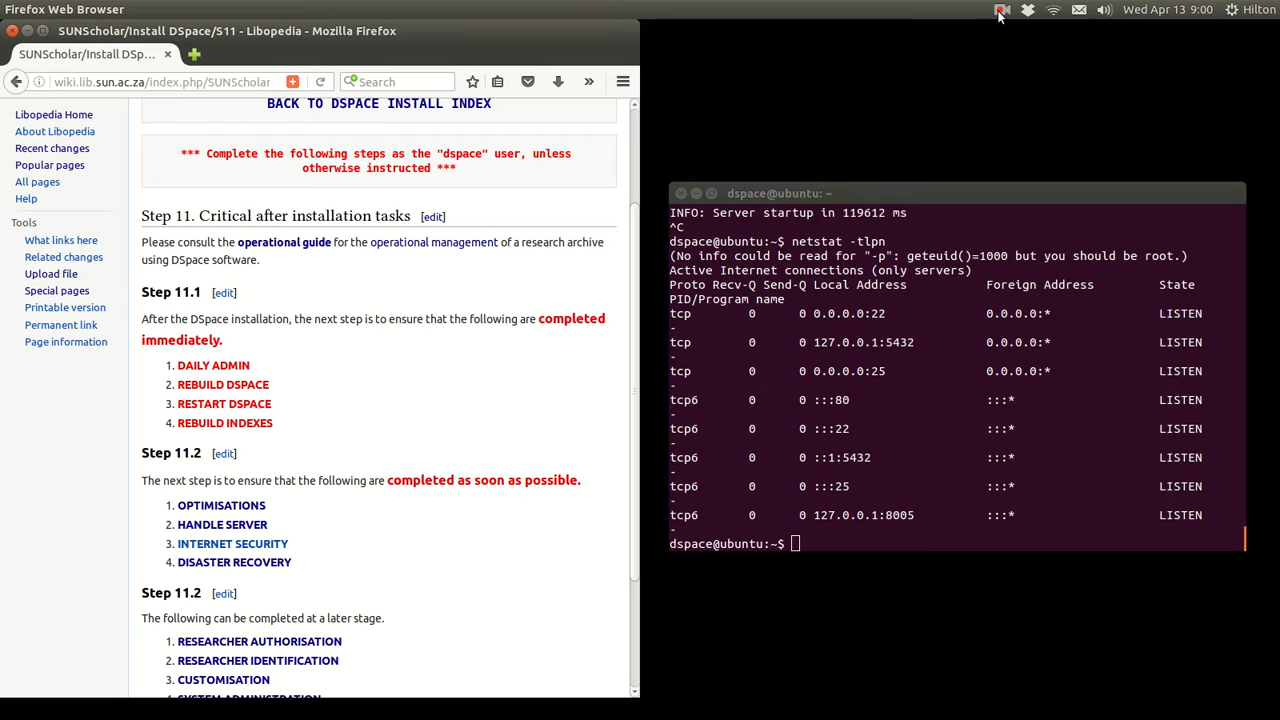 Firefox Web Browser
Wed Apr 13 9:00 Hilton
SUNScholar/Install DSpace/S11 - Libopedia - Mozilla Firefox
SUNScholar/Install DSp...
wiki.lib.sun.ac.za/index.php/SUNScholar
Search
Libopedia Home
About Libopedia
Recent changes
Popular pages
All pages
Help
Tools
What links here
Related changes
Upload file
Special pages
Printable version
Permanent link
Page information
BACK TO DSPACE INSTALL INDEX
*** Complete the following steps as the "dspace" user, unless
otherwise instructed ***
Step 11. Critical after installation tasks [edit]
Please consult the operational guide for the operational management of a research archive
using DSpace software.
Step 11.1 [edit]
After the DSpace installation, the next step is to ensure that the following are completed
immediately.
1. DAILY ADMIN
2. REBUILD DSPACE
3. RESTART DSPACE
4. REBUILD INDEXES
Step 11.2 [edit]
The next step is to ensure that the following are completed as soon as possible.
1. OPTIMISATIONS
2. HANDLE SERVER
3. INTERNET SECURITY
4. DISASTER RECOVERY
Step 11.2 [edit]
The following can be completed at a later stage.
1. RESEARCHER AUTHORISATION
2. RESEARCHER IDENTIFICATION
3. CUSTOMISATION
4. SYSTEM ADMINISTRATION
dspace@ubuntu: ~
INFO: Server startup in 119612 ms
^C
dspace@ubuntu:~$ netstat -tlpn
(No info could be read for "-p": geteuid()=1000 but you should be root.)
Active Internet connections (only servers)
Proto Recv-Q Send-Q Local Address Foreign Address State
PID/Program name
tcp 0 0 0.0.0.0:22 0.0.0.0:* LISTEN
-
tcp 0 0 127.0.0.1:5432 0.0.0.0:* LISTEN
-
tcp 0 0 0.0.0.0:25 0.0.0.0:* LISTEN
-
tcp6 0 0 :::80 :::* LISTEN
-
tcp6 0 0 :::22 :::* LISTEN
-
tcp6 0 0 ::1:5432 :::* LISTEN
-
tcp6 0 0 :::25 :::* LISTEN
-
tcp6 0 0 127.0.0.1:8005 :::* LISTEN
-
dspace@ubuntu:~$